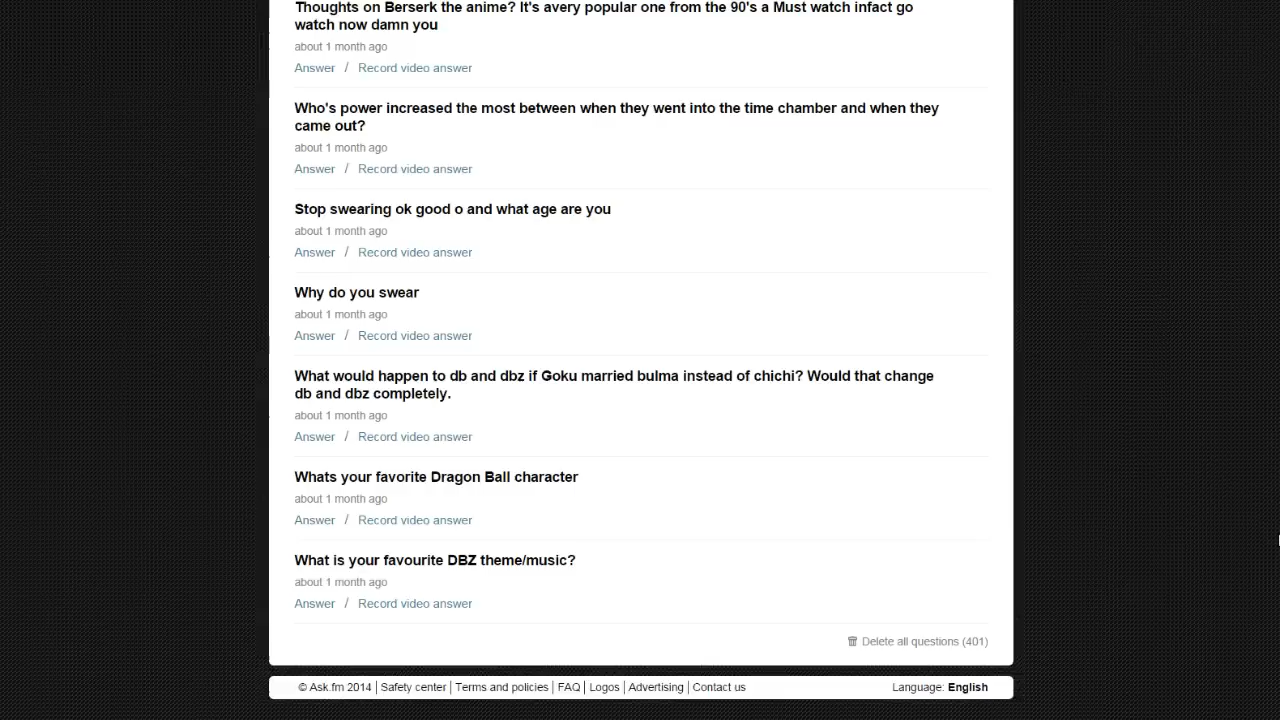 Thoughts on Berserk the anime? It's avery popular one from the 90's a Must watch infact go
watch now damn you
about 1 month ago
Answer / Record video answer
Who's power increased the most between when they went into the time chamber and when they
came out?
about 1 month ago
Answer / Record video answer
Stop swearing ok good o and what age are you
about 1 month ago
Answer / Record video answer
Why do you swear
about 1 month ago
Answer / Record video answer
What would happen to db and dbz if Goku married bulma instead of chichi? Would that change
db and dbz completely.
about 1 month ago
Answer / Record video answer
Whats your favorite Dragon Ball character
about 1 month ago
Answer / Record video answer
What is your favourite DBZ theme/music?
about 1 month ago
Answer / Record video answer
Delete all questions (401)
© Ask.fm 2014 | Safety center | Terms and policies | FAQ | Logos | Advertising | Contact us Language: English